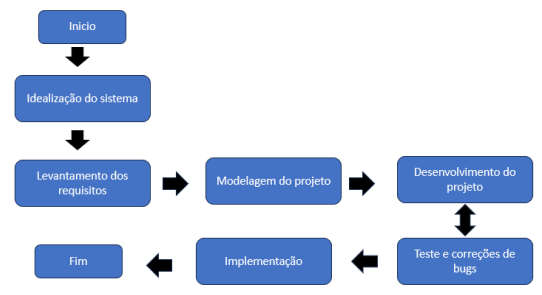 Inicio
Idealização do sistema
Levantamento dos
requisitos
Modelagem do projeto
Desenvolvimento do
projeto
Teste e correções de
bugs
Implementação
Fim